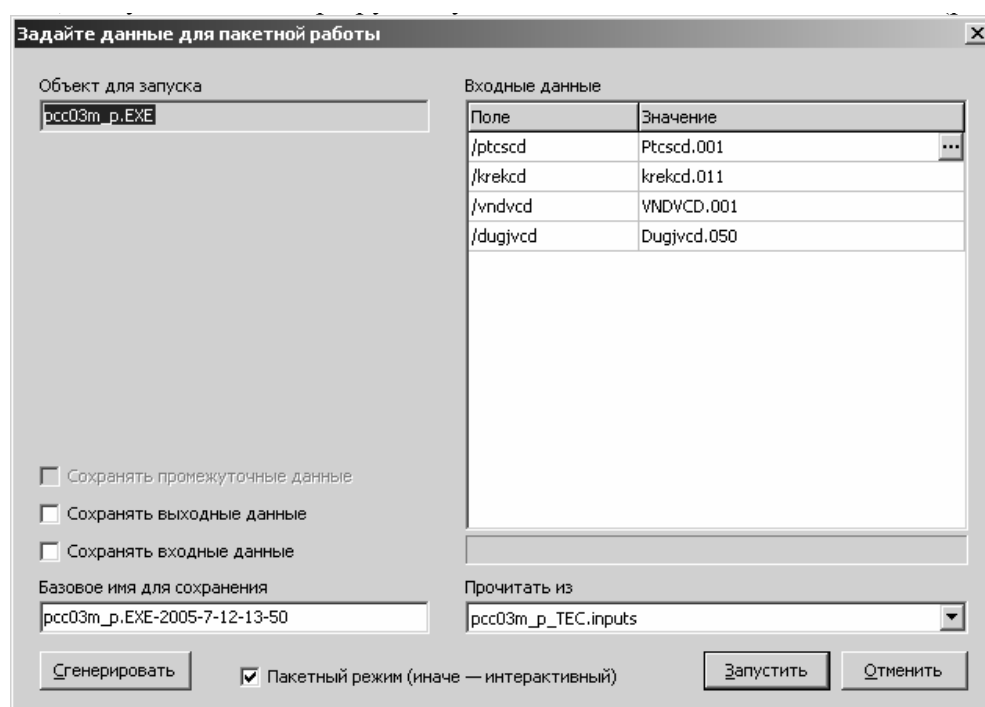 Задайте данные для пакетной работы
Объект для запуска
pcc03m_p.EXE
Входные данные
Поле Значение
/ptcscd Ptcscd.001 ...
/krekcd krekcd.011
/vndvcd VNDVCD.001
/dugjvcd Dugjvcd.050
Сохранять промежуточные данные
Сохранять выходные данные
Сохранять входные данные
Базовое имя для сохранения
pcc03m_p.EXE-2005-7-12-13-50
Прочитать из
pcc03m_p_TEC.inputs
Сгенерировать
Пакетный режим (иначе — интерактивный)
Запустить
Отменить